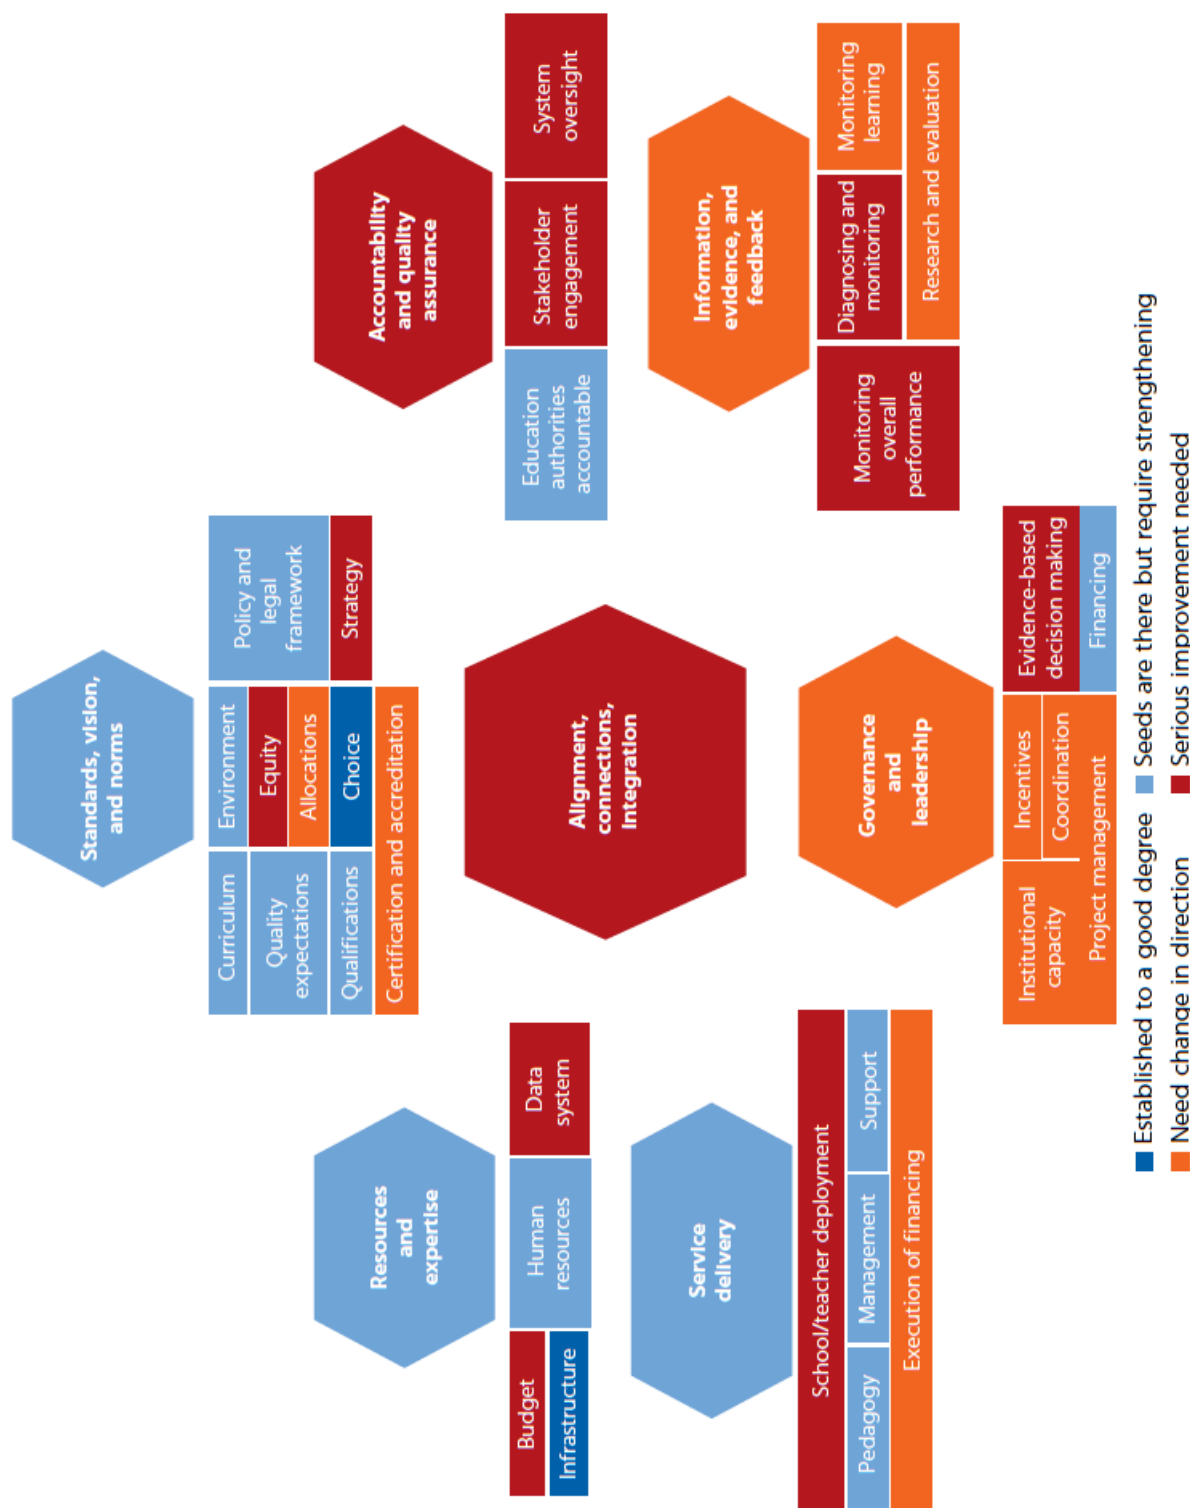 Standards, vision,
and norms
Curriculum
Quality
expectations
Qualifications
Certification and accreditation
Environment
Equity
Allocations
Choice
Policy and
legal
framework
Strategy
Resources
and
expertise
Budget
Infrastructure
Human
resources
Data
system
Accountability
and quality
assurance
Education
authorities
accountable
Stakeholder
engagement
System
oversight
Alignment,
connections,
Integration
Service
delivery
School/teacher deployment
Pedagogy
Management
Support
Execution of financing
Information,
evidence, and
feedback
Monitoring
overall
performance
Diagnosing and
monitoring
Monitoring
learning
Research and evaluation
Governance
and
leadership
Institutional
capacity
Incentives
Coordination
Project management
Evidence-based
decision making
Financing
Established to a good degree
Seeds are there but require strengthening
Need change in direction
Serious improvement needed